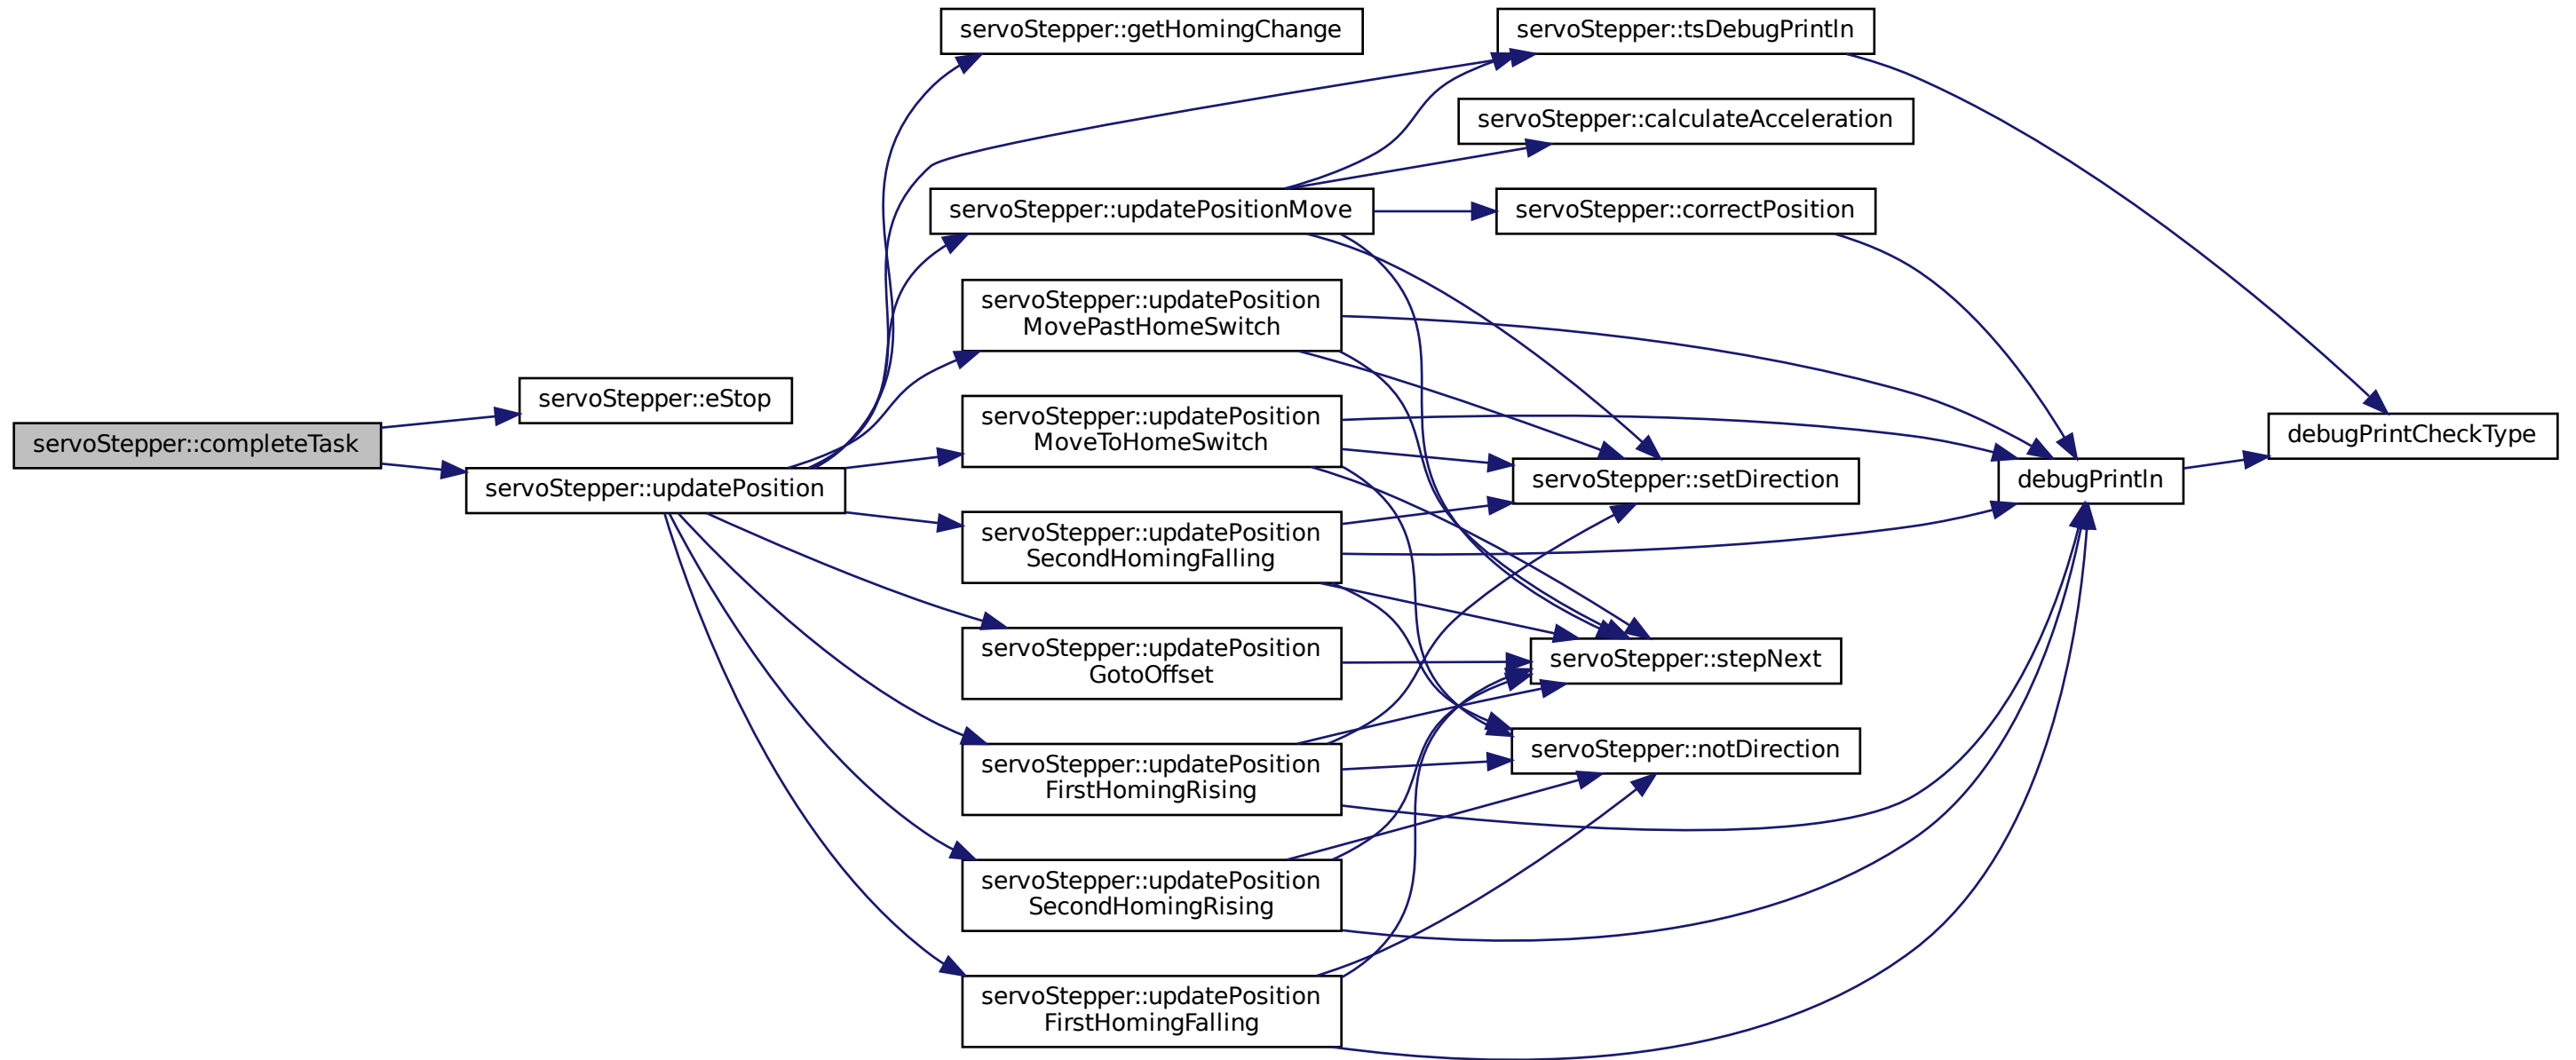 servoStepper::completeTask
servoStepper::eStop
servoStepper::updatePosition
servoStepper::getHomingChange
servoStepper::updatePositionMove
servoStepper::updatePosition
MovePastHomeSwitch
servoStepper::updatePosition
MoveToHomeSwitch
servoStepper::updatePosition
SecondHomingFalling
servoStepper::updatePosition
GotoOffset
servoStepper::updatePosition
FirstHomingRising
servoStepper::updatePosition
SecondHomingRising
servoStepper::updatePosition
FirstHomingFalling
servoStepper::tsDebugPrintln
servoStepper::calculateAcceleration
servoStepper::correctPosition
servoStepper::setDirection
servoStepper::stepNext
servoStepper::notDirection
debugPrintln
debugPrintCheckType